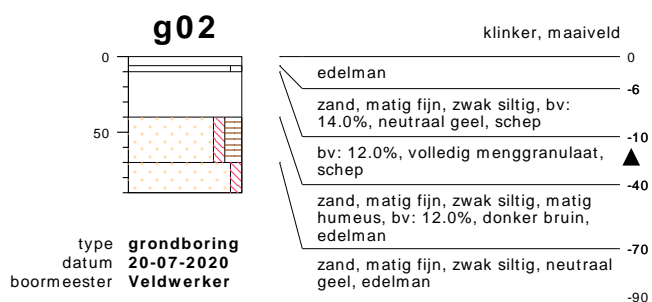 g02
klinker, maaiveld
0
0
edelman
-6
zand, matig fijn, zwak siltig, bv:
14.0%, neutraal geel, schep
-10
bv: 12.0%, volledig menggranulaat,
schep
-40
50
zand, matig fijn, zwak siltig, matig
humeus, bv: 12.0%, donker bruin,
edelman
-70
zand, matig fijn, zwak siltig, neutraal
geel, edelman
-90
type grondboring
datum 20-07-2020
boormeester Veldwerker